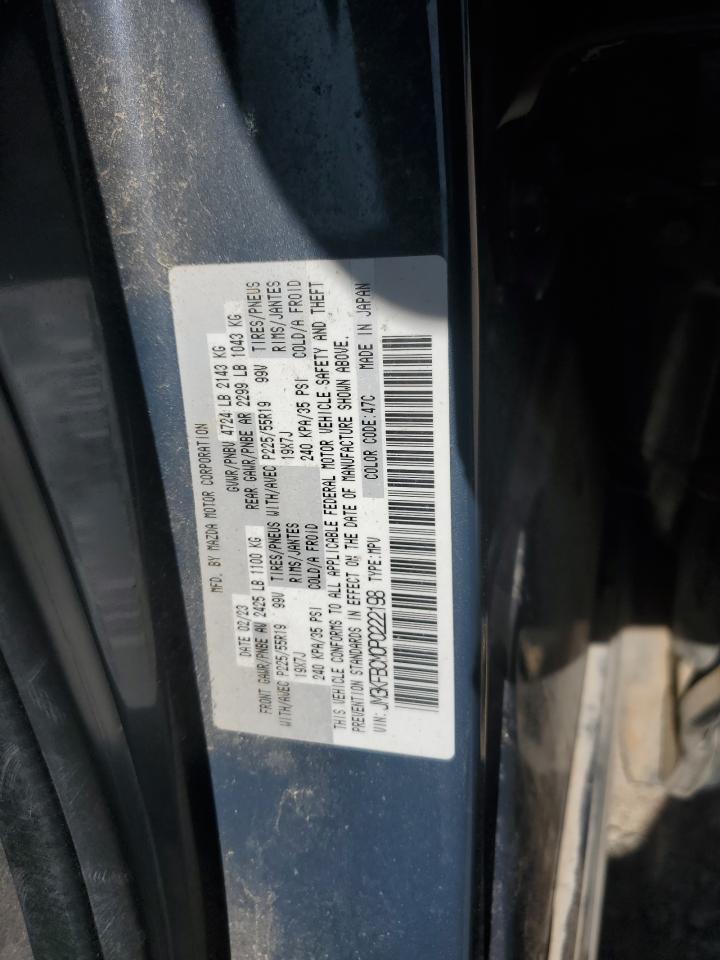 MFD. BY MAZDA MOTOR CORPORATION
DATE 02/23 GVWR/PNBV 4724 LB 2143 KG
FRONT GAWR/PNBE AV 2425 LB 1100 KG REAR GAWR/PNBE AR 2299 LB 1043 KG
WITH/AVEC P225/55R19 99V TIRES/PNEUS WITH/AVEC P225/55R19 99V TIRES/PNEUS
19X7J RIMS/JANTES 19X7J RIMS/JANTES
240 KPA/35 PSI COLD/A FROID 240 KPA/35 PSI COLD/A FROID
THIS VEHICLE CONFORMS TO ALL APPLICABLE FEDERAL MOTOR VEHICLE SAFETY AND THEFT
PREVENTION STANDARDS IN EFFECT ON THE DATE OF MANUFACTURE SHOWN ABOVE.
VIN: JM3KFBCX0P0222198 TYPE:MPV COLOR CODE:47C MADE IN JAPAN